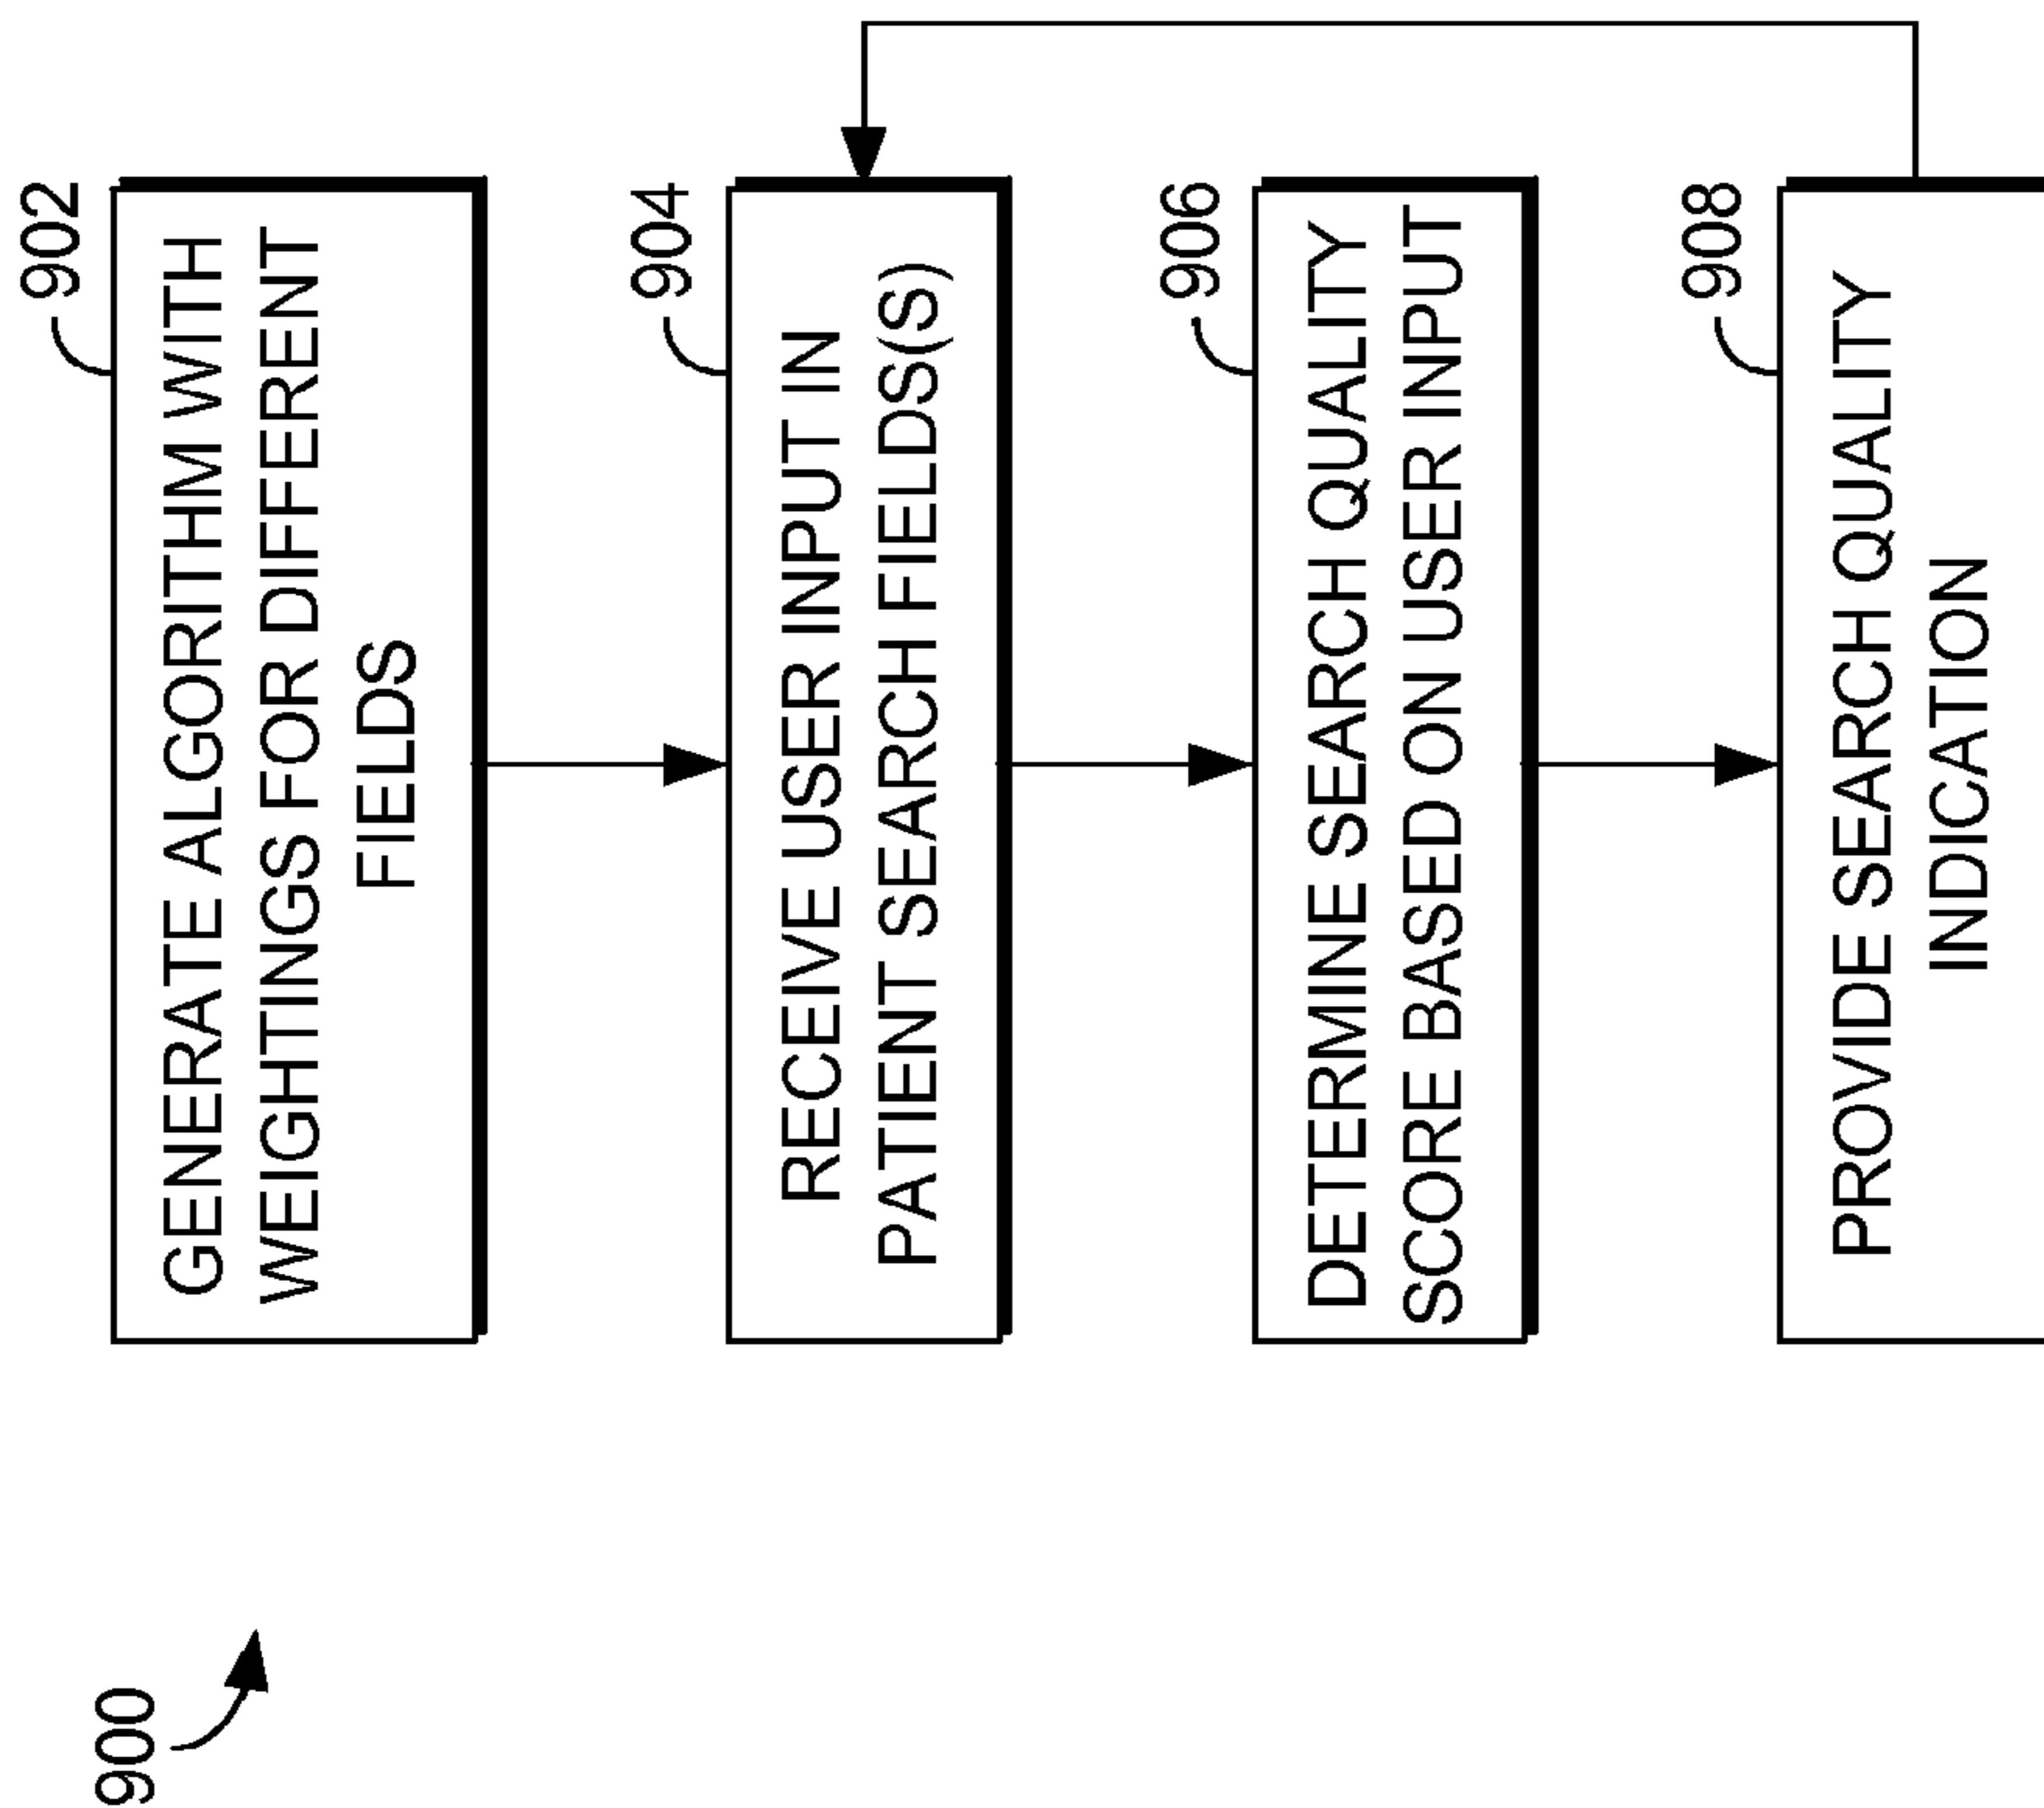 900
902
GENERATE ALGORITHM WITH
WEIGHTINGS FOR DIFFERENT
FIELDS
904
RECEIVE USER INPUT IN
PATIENT SEARCH FIELDS(S)
906
DETERMINE SEARCH QUALITY
SCORE BASED ON USER INPUT
908
PROVIDE SEARCH QUALITY
INDICATION